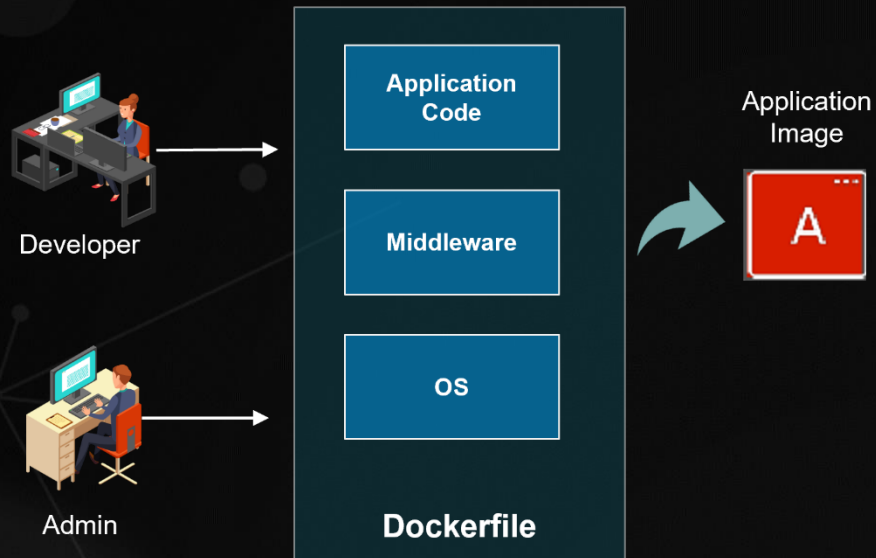 Application
Code
Middleware
OS
Dockerfile
Developer
Admin
Application
Image
A